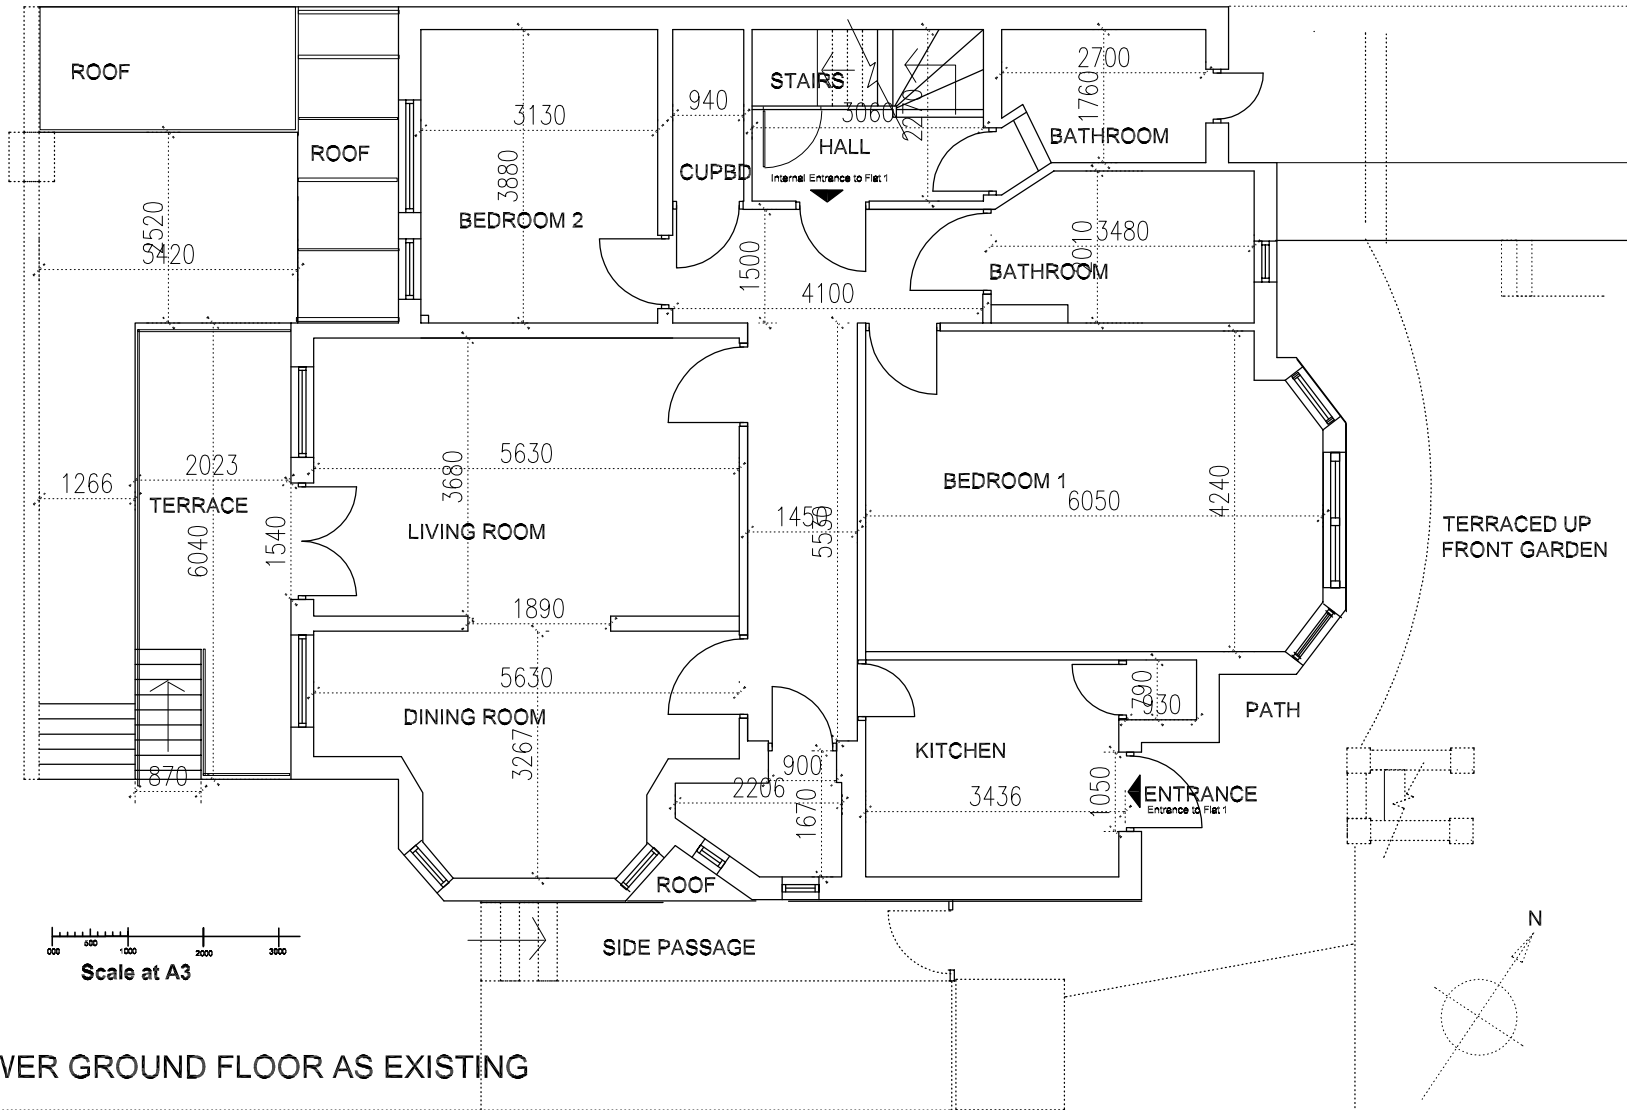 ROOF
ROOF
3130
3880
BEDROOM 2
940
CUPBD
STAIRS
3060
HALL
Internal Entrance to Flat 1
2700
1760
BATHROOM
3480
BATHROOM
2520
3420
1500
4100
2023
1266
TERRACE
6040
1540
5630
3680
LIVING ROOM
1890
1450
5530
BEDROOM 1
6050
4240
TERRACED UP
FRONT GARDEN
5630
DINING ROOM
3267
870
790
930
PATH
KITCHEN
900
2206
1670
3436
1050
ENTRANCE
Entrance to Flat 1
ROOF
SIDE PASSAGE
000 500 1000 2000 3000
Scale at A3
N
WER GROUND FLOOR AS EXISTING